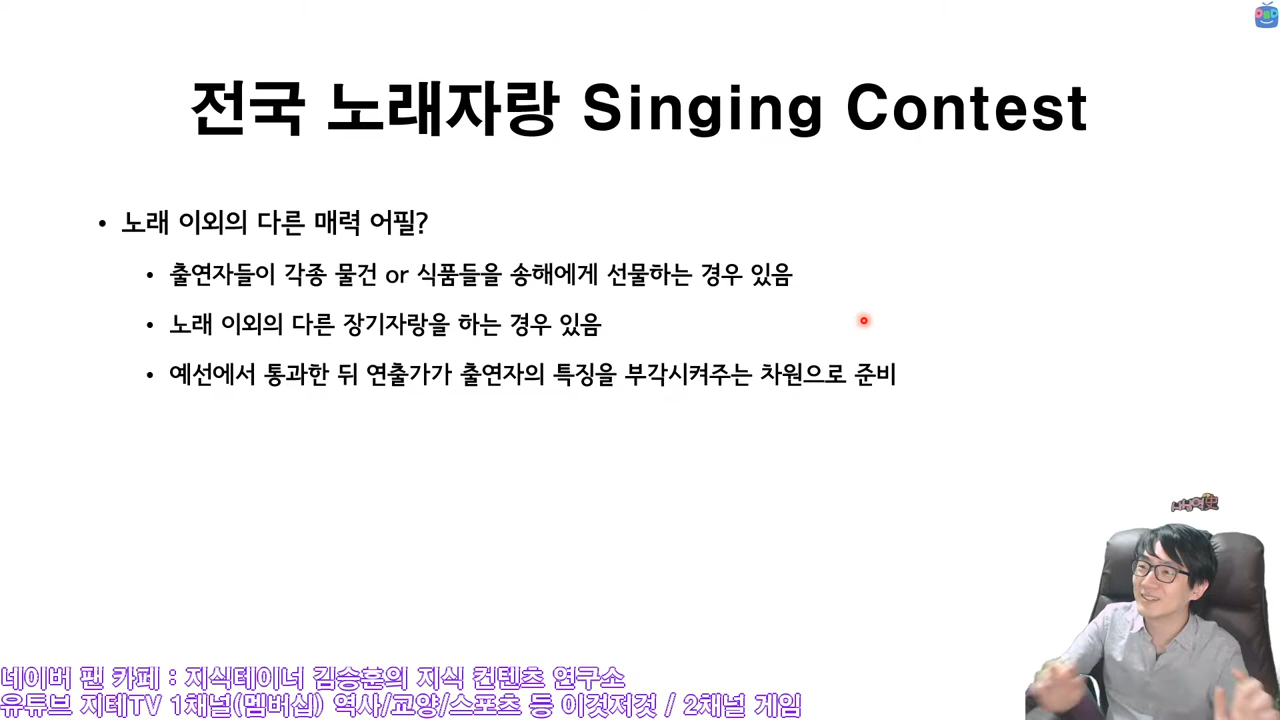 전국 노래자랑 Singing Contest
• 노래 이외의 다른 매력 어필?
• 출연자들이 각종 물건 or 식품들을 송해에게 선물하는 경우 있음
• 노래 이외의 다른 장기자랑을 하는 경우 있음
• 예선에서 통과한 뒤 연출가가 출연자의 특징을 부각시켜주는 차원으로 준비
네이버 팬 카페 : 지식테이너 김승훈의 지식 컨텐츠 연구소
유튜브 지테TV 1채널(멤버십) 역사/교양/스포츠 등 이것저것 / 2채널 게임